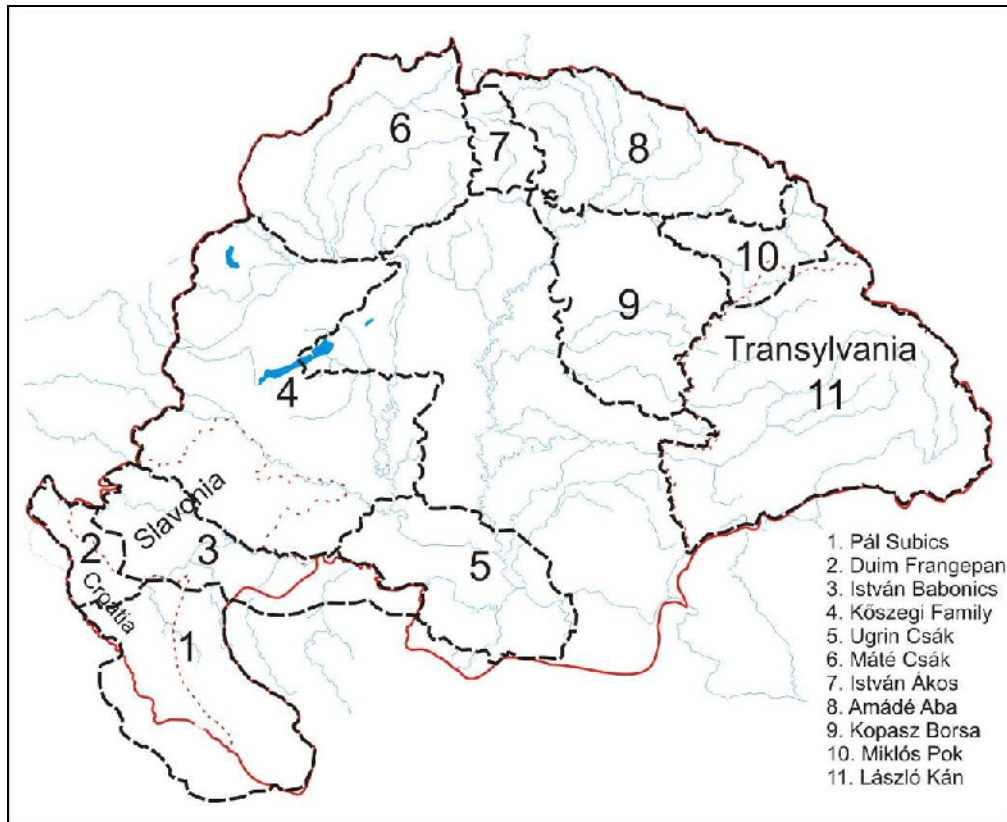 6
7
8
10
9
Transylvania
11
4
Slavonia
3
5
2
Croatia
1
1. Pál Subics
2. Duim Frangepan
3. István Babonics
4. Kőszegi Family
5. Ugrin Csák
6. Máté Csák
7. István Ákos
8. Amádé Aba
9. Kopasz Borsa
10. Miklós Pok
11. László Kán